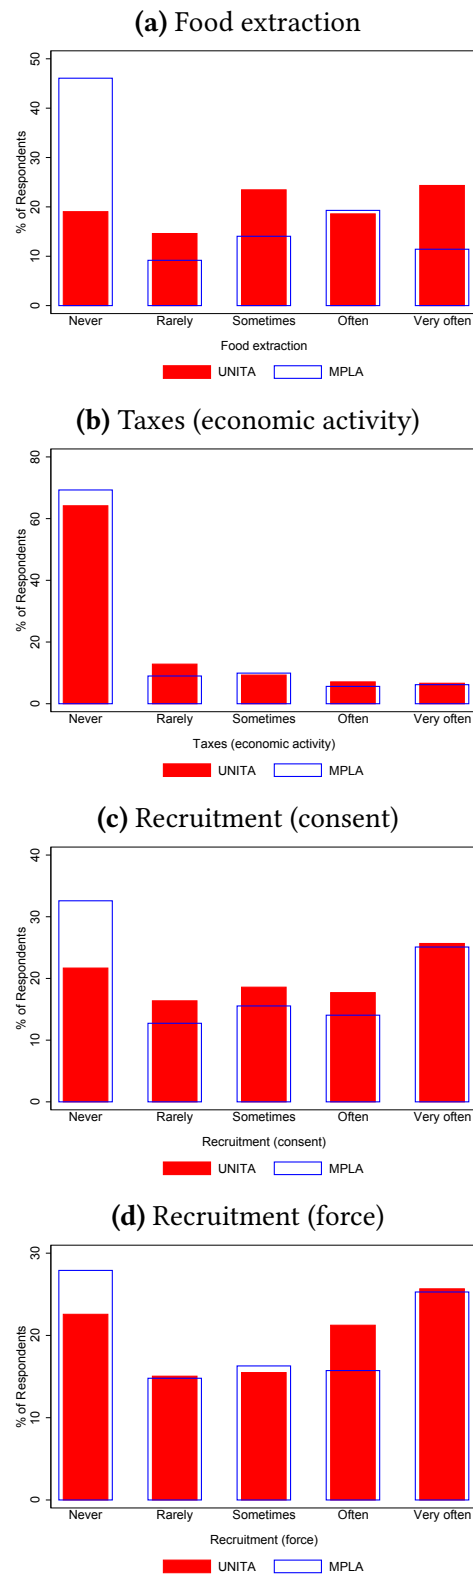 (a) Food extraction
% of Respondents
50
40
30
20
10
0
Never Rarely Sometimes Often Very often
Food extraction
UNITA MPLA
(b) Taxes (economic activity)
% of Respondents
80
60
40
20
0
Never Rarely Sometimes Often Very often
Taxes (economic activity)
UNITA MPLA
(c) Recruitment (consent)
% of Respondents
40
30
20
10
0
Never Rarely Sometimes Often Very often
Recruitment (consent)
UNITA MPLA
(d) Recruitment (force)
% of Respondents
30
20
10
0
Never Rarely Sometimes Often Very often
Recruitment (force)
UNITA MPLA